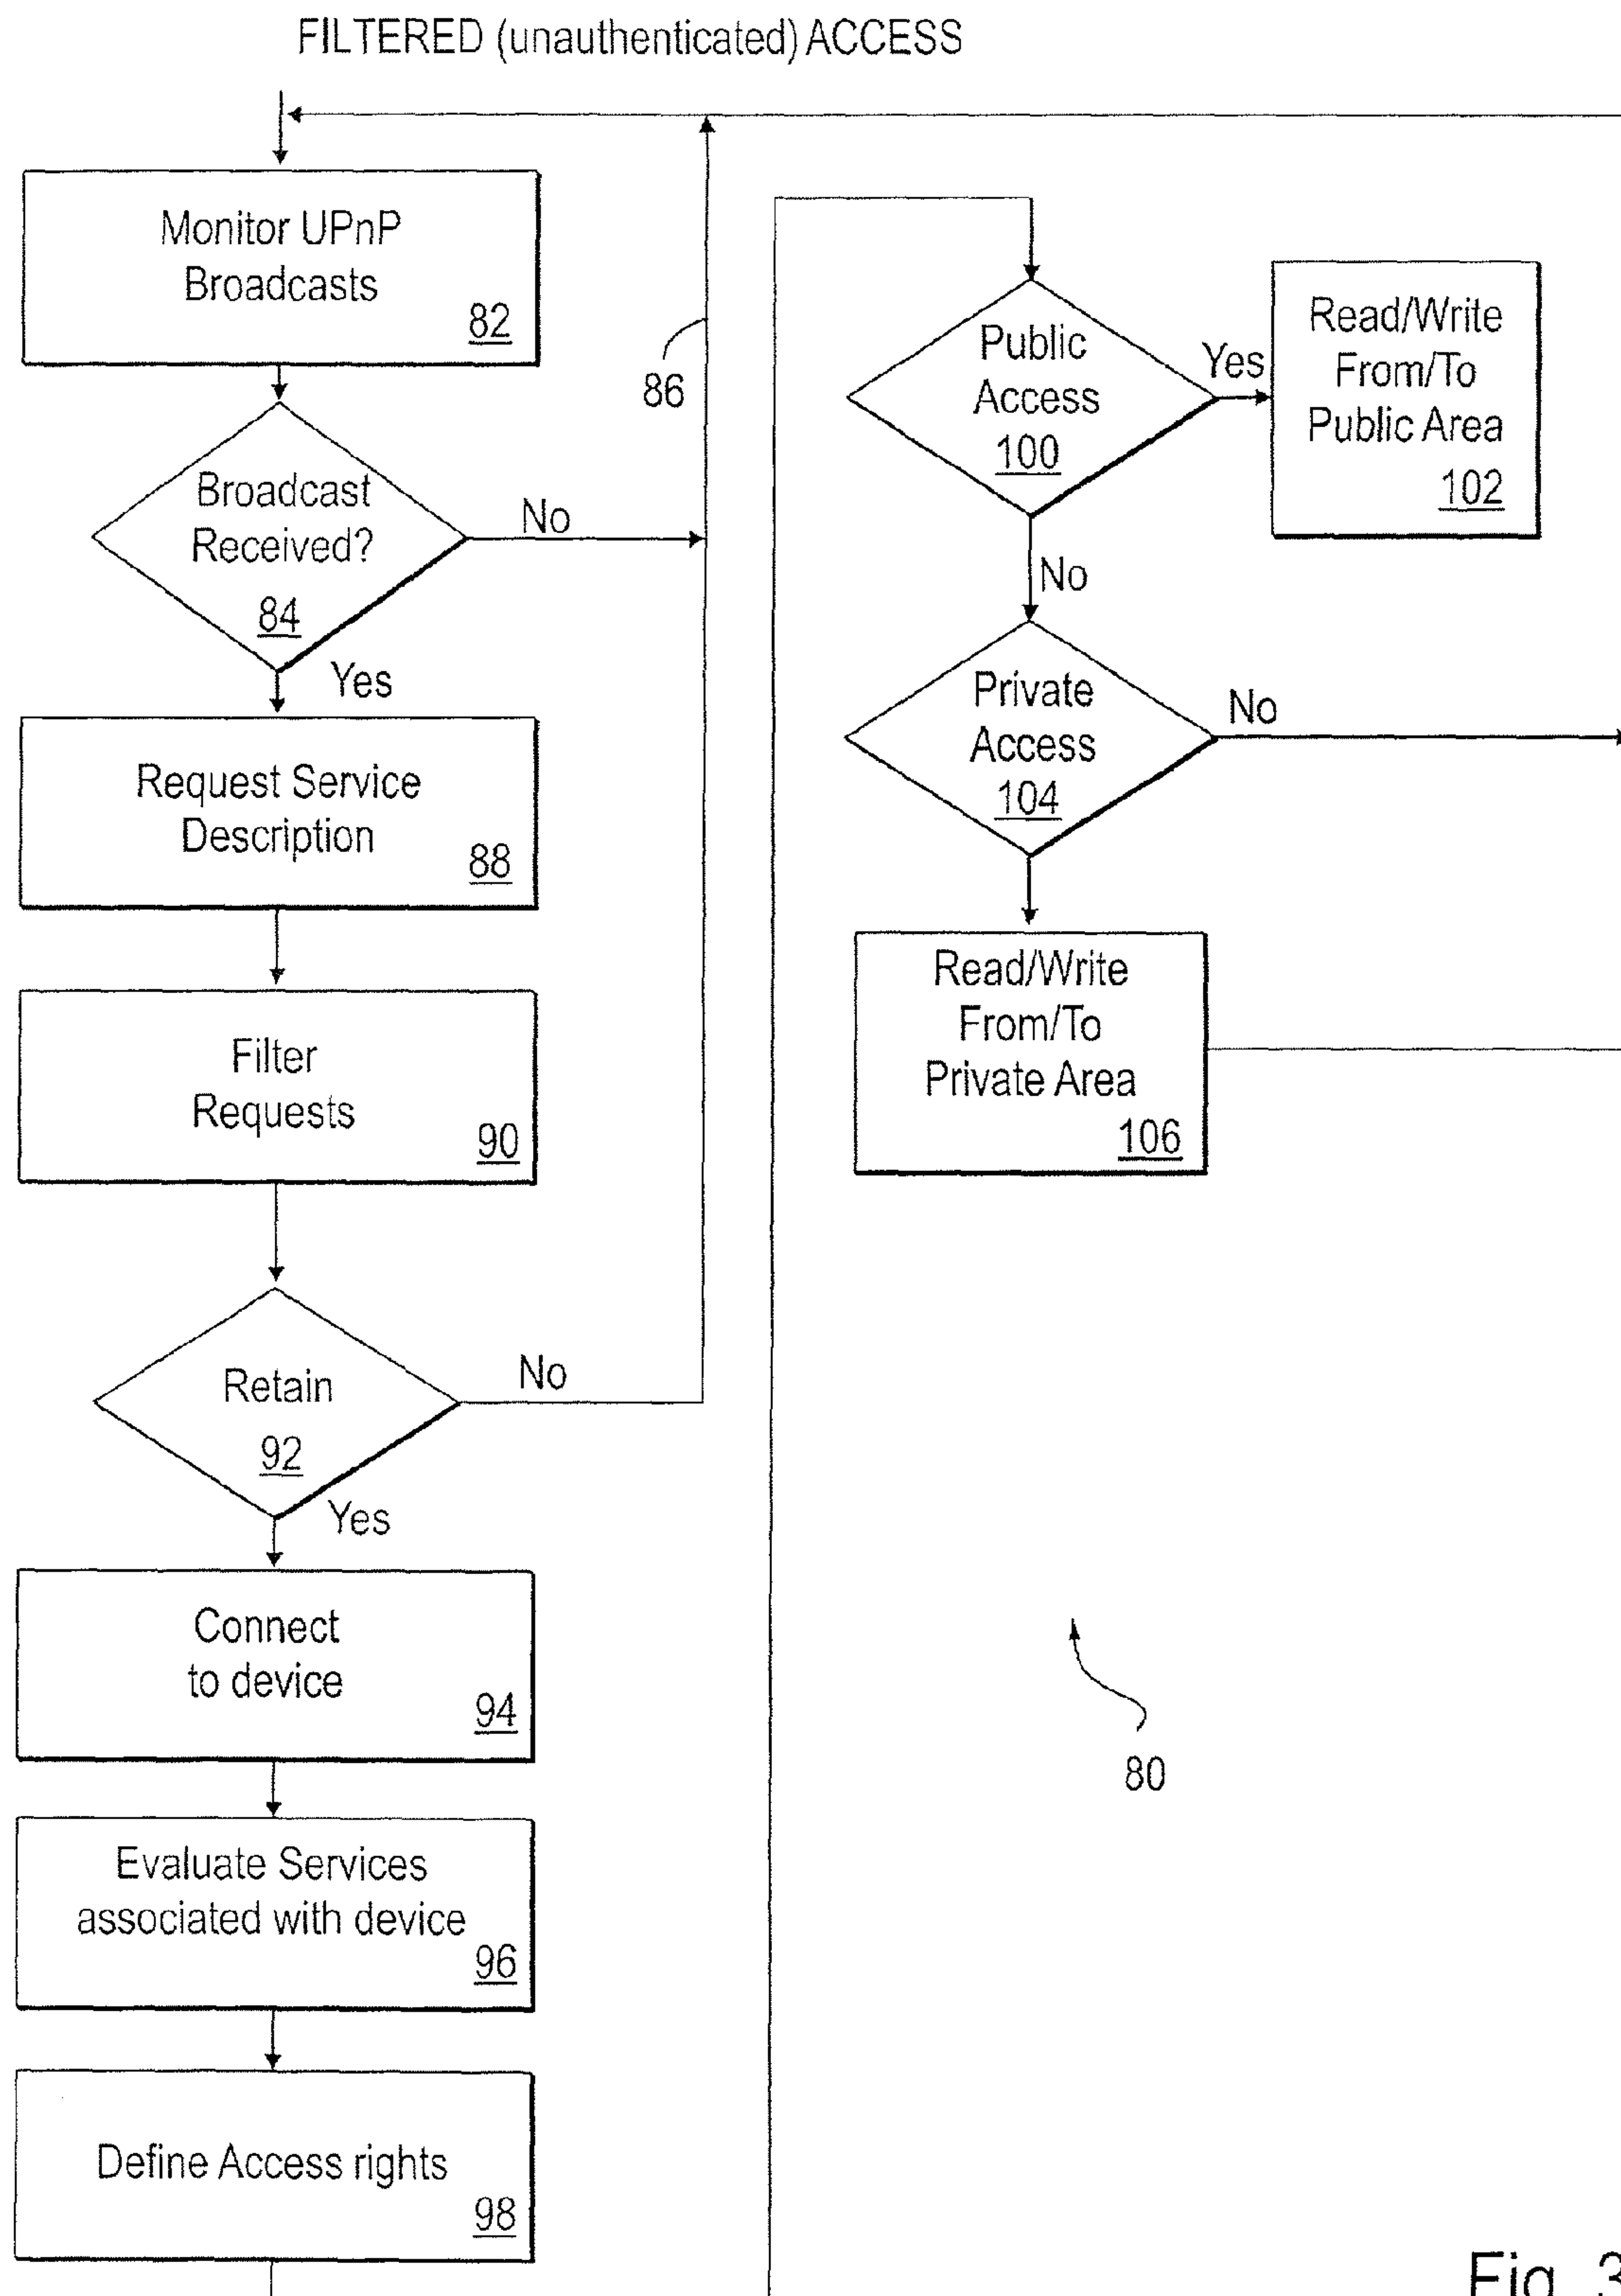 FILTERED (unauthenticated) ACCESS
Monitor UPnP
Broadcasts
82
Broadcast
Received?
84
No
Yes
86
Request Service
Description
88
Filter
Requests
90
Retain
92
No
Yes
Connect
to device
94
Evaluate Services
associated with device
96
Define Access rights
98
Public
Access
100
Yes
No
Read/Write
From/To
Public Area
102
Private
Access
104
No
Read/Write
From/To
Private Area
106
80
Fig. 3